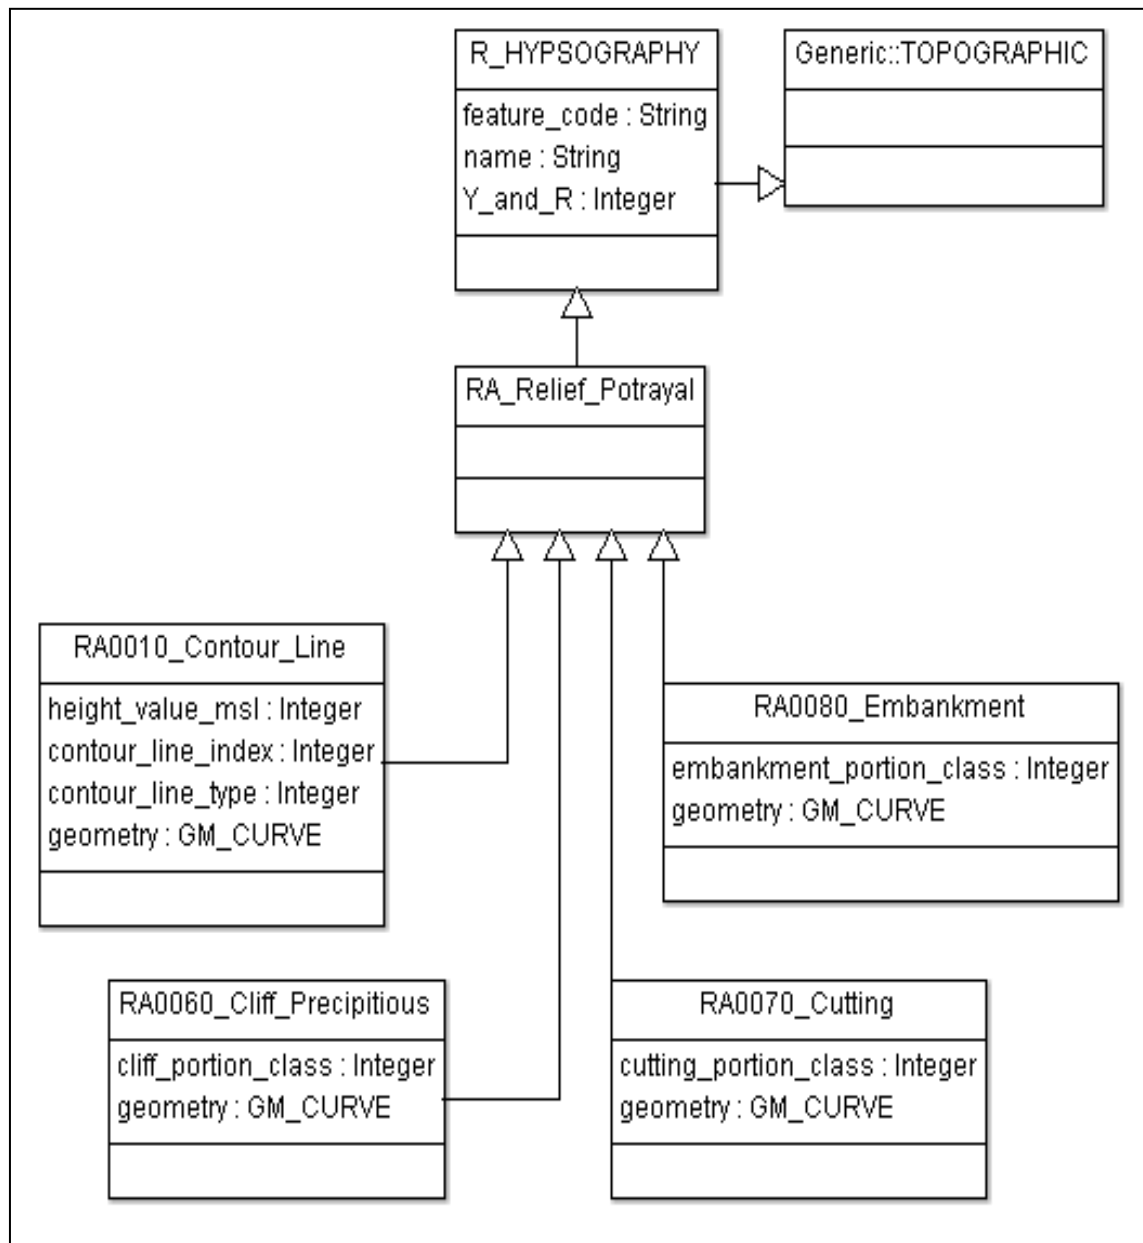 R_HYPSOGRAPHY
feature_code : String
name : String
Y_and_R : Integer
Generic::TOPOGRAPHIC
RA_Relief_Potrayal
RA0010_Contour_Line
height_value_msl : Integer
contour_line_index : Integer
contour_line_type : Integer
geometry : GM_CURVE
RA0080_Embankment
embankment_portion_class : Integer
geometry : GM_CURVE
RA0060_Cliff_Precipitious
cliff_portion_class : Integer
geometry : GM_CURVE
RA0070_Cutting
cutting_portion_class : Integer
geometry : GM_CURVE